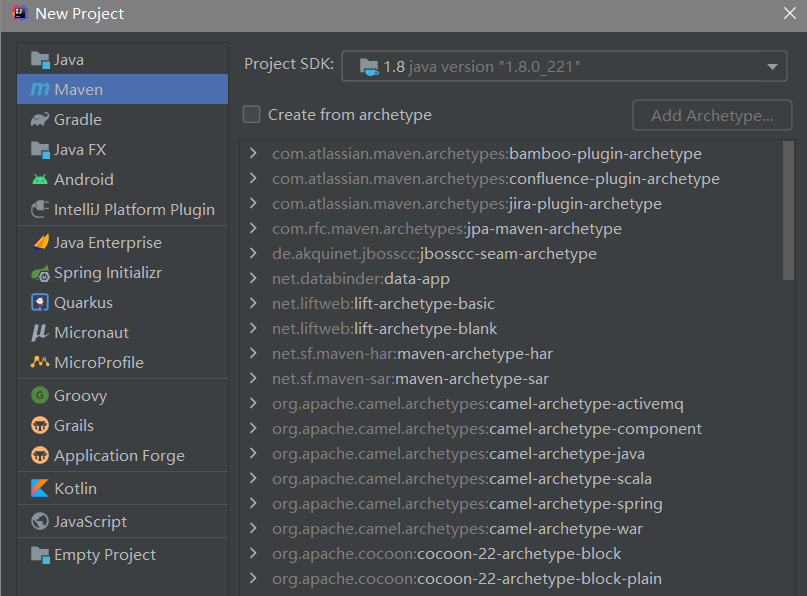 New Project
Java
Maven
Gradle
Java FX
Android
IntelliJ Platform Plugin
Java Enterprise
Spring Initializr
Quarkus
Micronaut
MicroProfile
Groovy
Grails
Application Forge
Kotlin
JavaScript
Empty Project
Project SDK: 1.8 java version "1.8.0_221"
Create from archetype Add Archetype...
com.atlassian.maven.archetypes:bamboo-plugin-archetype
com.atlassian.maven.archetypes:confluence-plugin-archetype
com.atlassian.maven.archetypes:jira-plugin-archetype
com.rfc.maven.archetypes:jpa-maven-archetype
de.akquinet.jbosscc:jbosscc-seam-archetype
net.databinder:data-app
net.liftweb:lift-archetype-basic
net.liftweb:lift-archetype-blank
net.sf.maven-har:maven-archetype-har
net.sf.maven-sar:maven-archetype-sar
org.apache.camel.archetypes:camel-archetype-activemq
org.apache.camel.archetypes:camel-archetype-component
org.apache.camel.archetypes:camel-archetype-java
org.apache.camel.archetypes:camel-archetype-scala
org.apache.camel.archetypes:camel-archetype-spring
org.apache.camel.archetypes:camel-archetype-war
org.apache.cocoon:cocoon-22-archetype-block
org.apache.cocoon:cocoon-22-archetype-block-plain